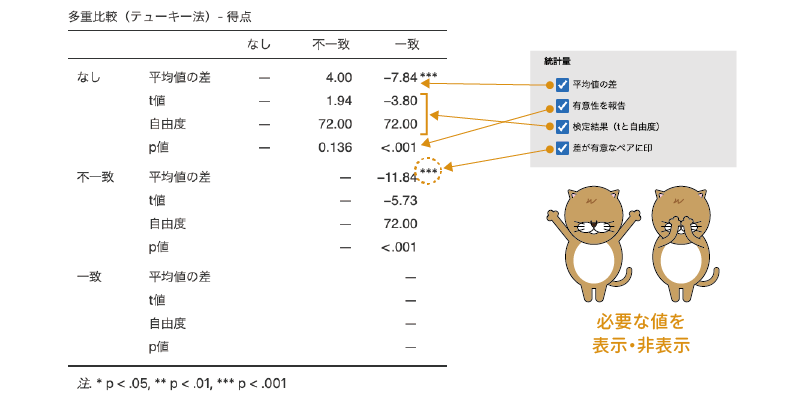 多重比較（テューキー法）– 得点
なし 不一致 一致
なし 平均値の差 — 4.00 −7.84 ***
t値 — 1.94 −3.80
自由度 — 72.00 72.00
p値 — 0.136 <.001
不一致 平均値の差 — −11.84 ***
t値 — −5.73
自由度 — 72.00
p値 — <.001
一致 平均値の差 —
t値 —
自由度 —
p値 —
注. * p < .05, ** p < .01, *** p < .001
統計量
平均値の差
有意性を報告
検定結果（tと自由度）
差が有意なペアに印
必要な値を
表示・非表示